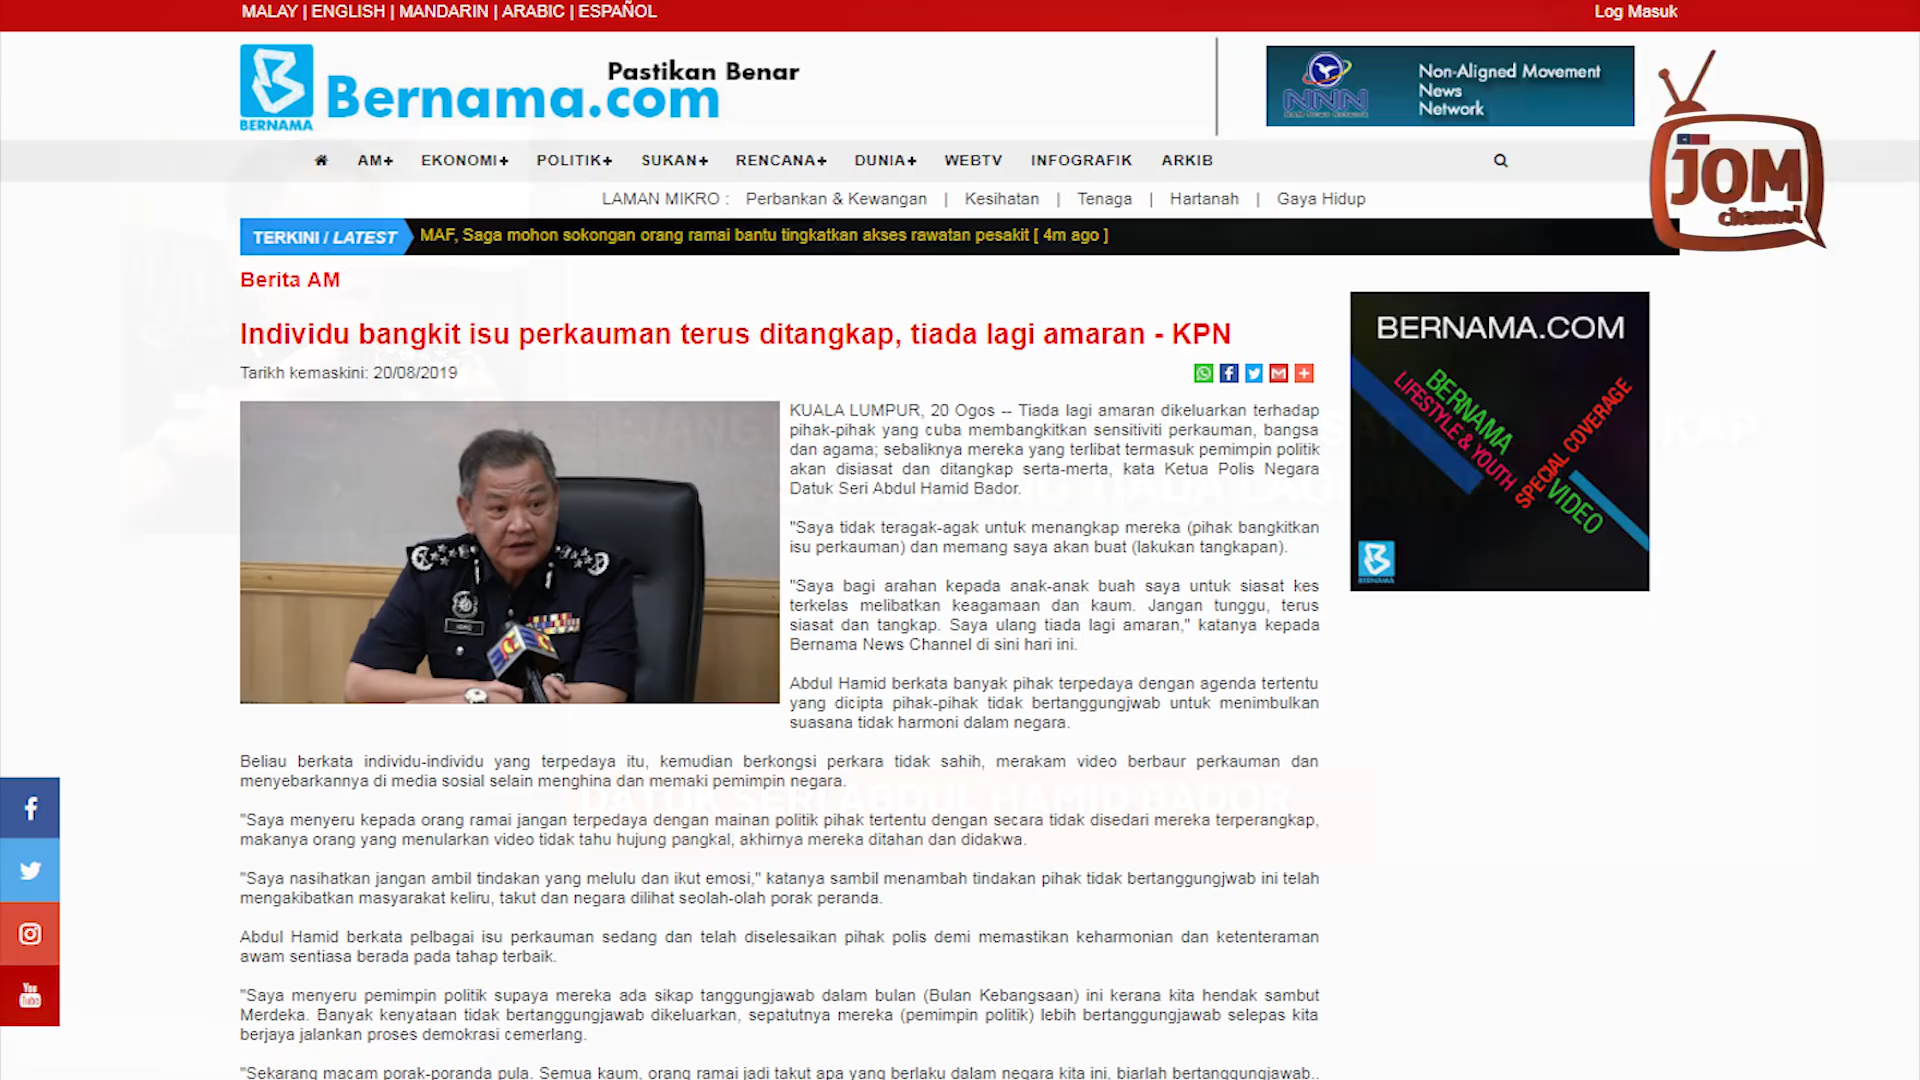 MALAY | ENGLISH | MANDARIN | ARABIC | ESPAÑOL
Log Masuk
BERNAMA
Pastikan Benar
Bernama.com
NNN
Non-Aligned Movement
News
Network
JOM
channel
AM+ EKONOMI+ POLITIK+ SUKAN+ RENCANA+ DUNIA+ WEBTV INFOGRAFIK ARKIB
LAMAN MIKRO : Perbankan & Kewangan | Kesihatan | Tenaga | Hartanah | Gaya Hidup
TERKINI / LATEST MAF, Saga mohon sokongan orang ramai bantu tingkatkan akses rawatan pesakit [ 4m ago ]
Berita AM
Individu bangkit isu perkauman terus ditangkap, tiada lagi amaran - KPN
Tarikh kemaskini: 20/08/2019
KUALA LUMPUR, 20 Ogos -- Tiada lagi amaran dikeluarkan terhadap
pihak-pihak yang cuba membangkitkan sensitiviti perkauman, bangsa
dan agama; sebaliknya mereka yang terlibat termasuk pemimpin politik
akan disiasat dan ditangkap serta-merta, kata Ketua Polis Negara
Datuk Seri Abdul Hamid Bador.
"Saya tidak teragak-agak untuk menangkap mereka (pihak bangkitkan
isu perkauman) dan memang saya akan buat (lakukan tangkapan).
"Saya bagi arahan kepada anak-anak buah saya untuk siasat kes
terkelas melibatkan keagamaan dan kaum. Jangan tunggu, terus
siasat dan tangkap. Saya ulang tiada lagi amaran," katanya kepada
Bernama News Channel di sini hari ini.
Abdul Hamid berkata banyak pihak terpedaya dengan agenda tertentu
yang dicipta pihak-pihak tidak bertanggungjwab untuk menimbulkan
suasana tidak harmoni dalam negara.
Beliau berkata individu-individu yang terpedaya itu, kemudian berkongsi perkara tidak sahih, merakam video berbaur perkauman dan
menyebarkannya di media sosial selain menghina dan memaki pemimpin negara.
DATUK SERI ABDUL HAMID BADOR
"Saya menyeru kepada orang ramai jangan terpedaya dengan mainan politik pihak tertentu dengan secara tidak disedari mereka terperangkap,
makanya orang yang menularkan video tidak tahu hujung pangkal, akhirnya mereka ditahan dan didakwa.
"Saya nasihatkan jangan ambil tindakan yang melulu dan ikut emosi," katanya sambil menambah tindakan pihak tidak bertanggungjwab ini telah
mengakibatkan masyarakat keliru, takut dan negara dilihat seolah-olah porak peranda.
Abdul Hamid berkata pelbagai isu perkauman sedang dan telah diselesaikan pihak polis demi memastikan keharmonian dan ketenteraman
awam sentiasa berada pada tahap terbaik.
"Saya menyeru pemimpin politik supaya mereka ada sikap tanggungjawab dalam bulan (Bulan Kebangsaan) ini kerana kita hendak sambut
Merdeka. Banyak kenyataan tidak bertanggungjawab dikeluarkan, sepatutnya mereka (pemimpin politik) lebih bertanggungjawab selepas kita
berjaya jalankan proses demokrasi cemerlang.
"Sekarang macam porak-poranda pula. Semua kaum, orang ramai jadi takut apa yang berlaku dalam negara kita ini, biarlah bertanggungjawab..
BERNAMA.COM
BERNAMA
LIFESTYLE & YOUTH
SPECIAL COVERAGE
VIDEO
BERNAMA
You
Tube